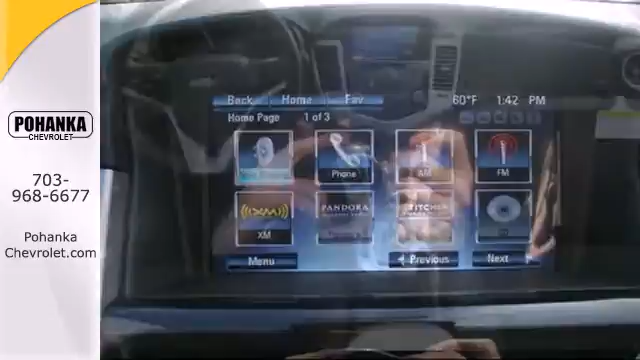 POHANKA
CHEVROLET
703-
968-6677
Pohanka
Chevrolet.com
Back Home Fav 60°F 1:42 PM
Home Page 1 of 3
Phone AM FM
XM PANDORA STITCHER
Menu Previous Next